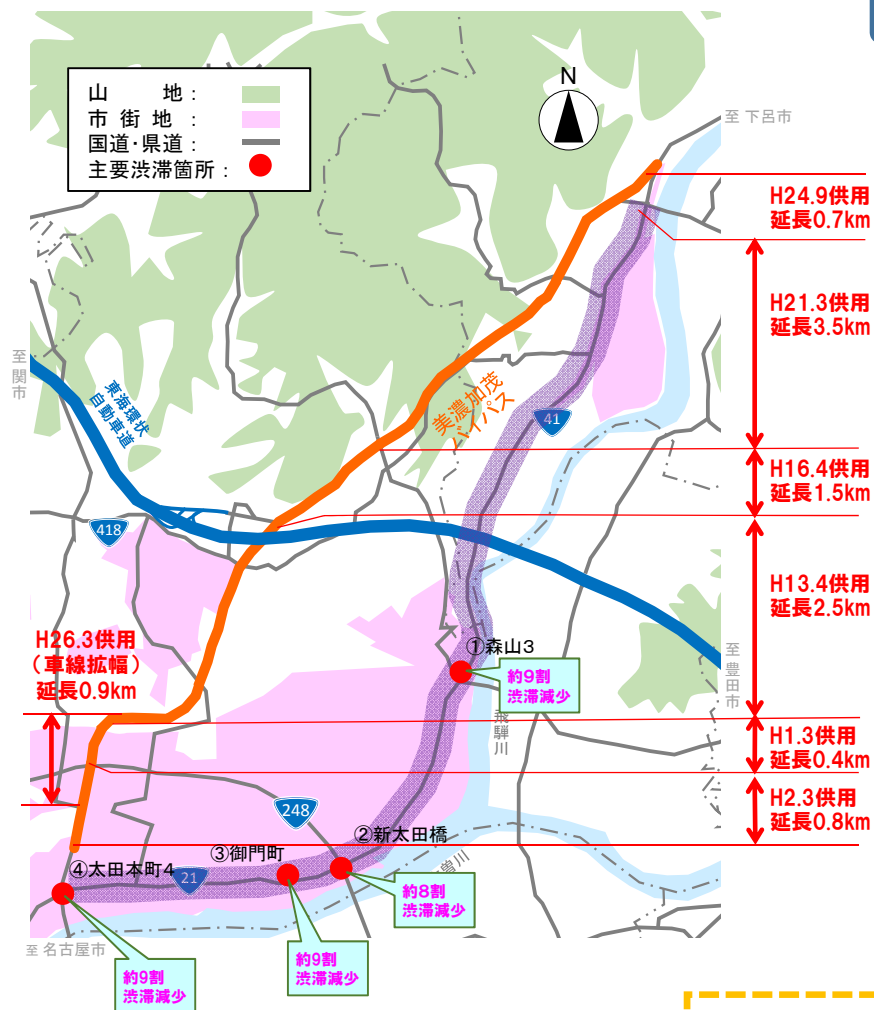 山　　地：
市 街 地 ：
国道・県道：
主要渋滞箇所：
N
至 下呂市
H24.9供用
延長0.7km
H21.3供用
延長3.5km
至関市
東海環状
自動車道
美濃加茂
バイパス
41
H16.4供用
延長1.5km
418
H13.4供用
延長2.5km
H26.3供用
（車線拡幅）
延長0.9km
①森山3
約9割
渋滞減少
至豊田市
飛騨川
H1.3供用
延長0.4km
248
H2.3供用
延長0.8km
②新太田橋
③御門町
曽川
④太田本町4
21
約8割
渋滞減少
至 名古屋市
約9割
渋滞減少
約9割
渋滞減少